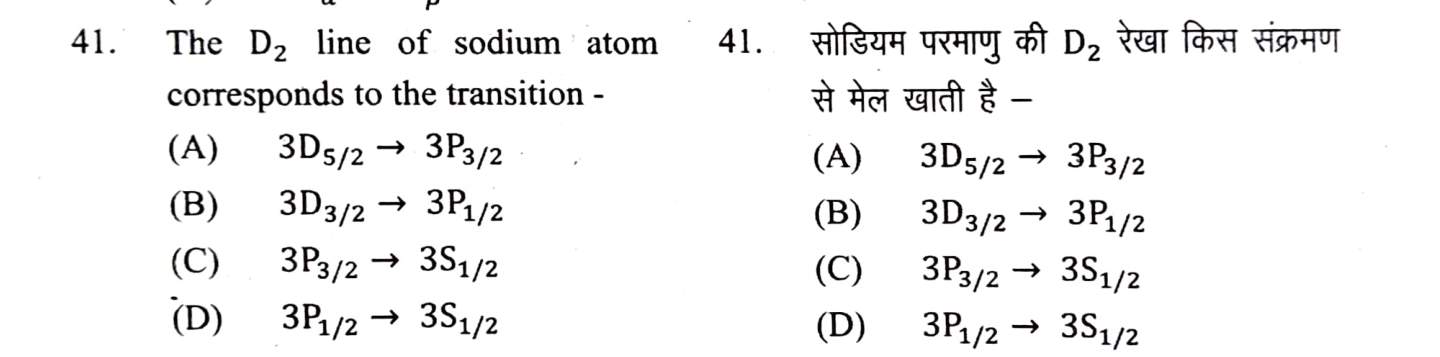 41. The D₂ line of sodium atom
corresponds to the transition -
(A) 3D₅/₂ → 3P₃/₂
(B) 3D₃/₂ → 3P₁/₂
(C) 3P₃/₂ → 3S₁/₂
(D) 3P₁/₂ → 3S₁/₂
41. सोडियम परमाणु की D₂ रेखा किस संक्रमण
से मेल खाती है –
(A) 3D₅/₂ → 3P₃/₂
(B) 3D₃/₂ → 3P₁/₂
(C) 3P₃/₂ → 3S₁/₂
(D) 3P₁/₂ → 3S₁/₂